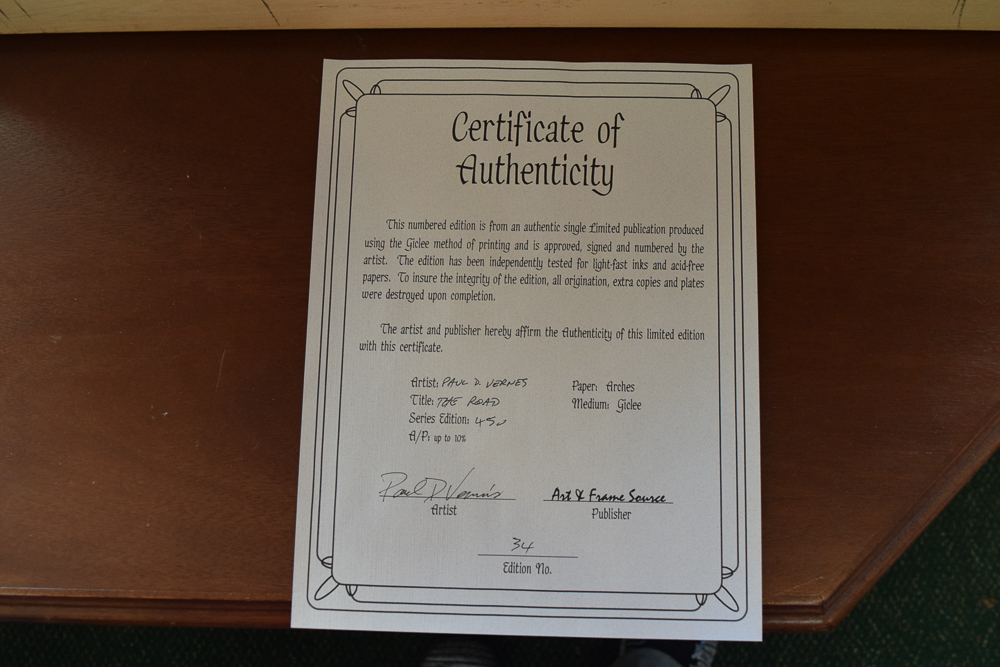 Certificate of
Authenticity
This numbered edition is from an authentic single Limited publication produced
using the Giclee method of printing and is approved, signed and numbered by the
artist. The edition has been independently tested for light-fast inks and acid-free
papers. To insure the integrity of the edition, all origination, extra copies and plates
were destroyed upon completion.
The artist and publisher hereby affirm the Authenticity of this limited edition
with this certificate.
Artist: PAUL D. VERNES
Title: THE ROAD
Series Edition: 450
A/P: up to 10%
Paper: Arches
Medium: Giclee
Paul D Vernes
Artist
Art & Frame Source
Publisher
34
Edition No.